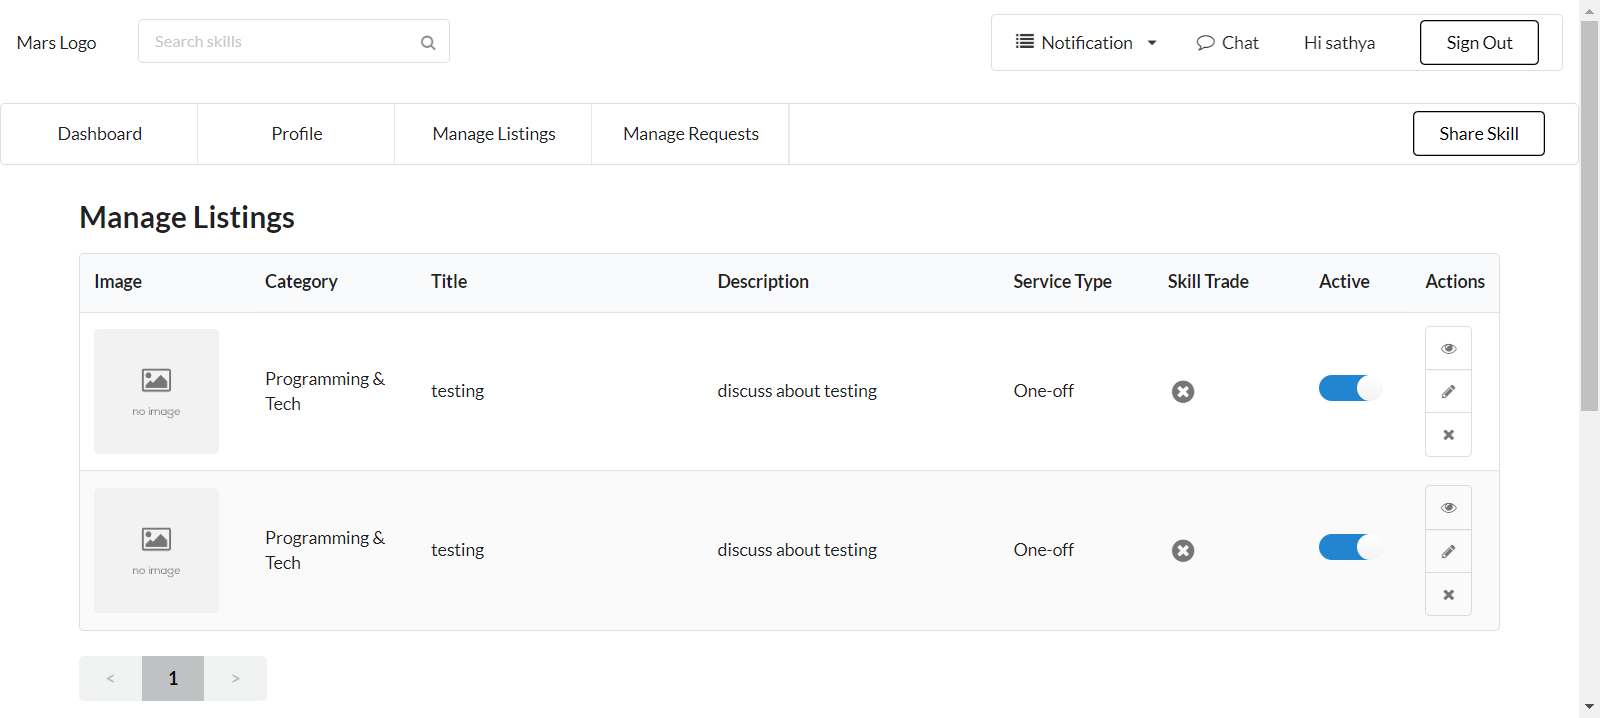 Mars Logo
Search skills
Notification
Chat
Hi sathya
Sign Out
Dashboard
Profile
Manage Listings
Manage Requests
Share Skill
Manage Listings
Image Category Title Description Service Type Skill Trade Active Actions
no image
Programming &
Tech
testing
discuss about testing
One-off
no image
Programming &
Tech
testing
discuss about testing
One-off
< 1 >